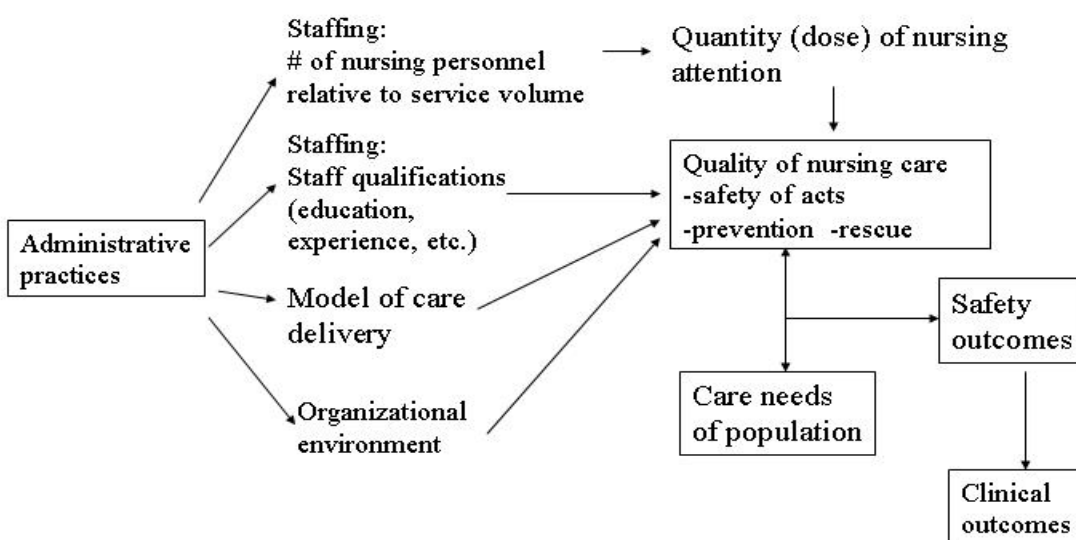 Staffing:
# of nursing personnel
relative to service volume
Quantity (dose) of nursing
attention
Staffing:
Staff qualifications
(education,
experience, etc.)
Quality of nursing care
-safety of acts
-prevention -rescue
Administrative
practices
Model of care
delivery
Safety
outcomes
Care needs
of population
Organizational
environment
Clinical
outcomes